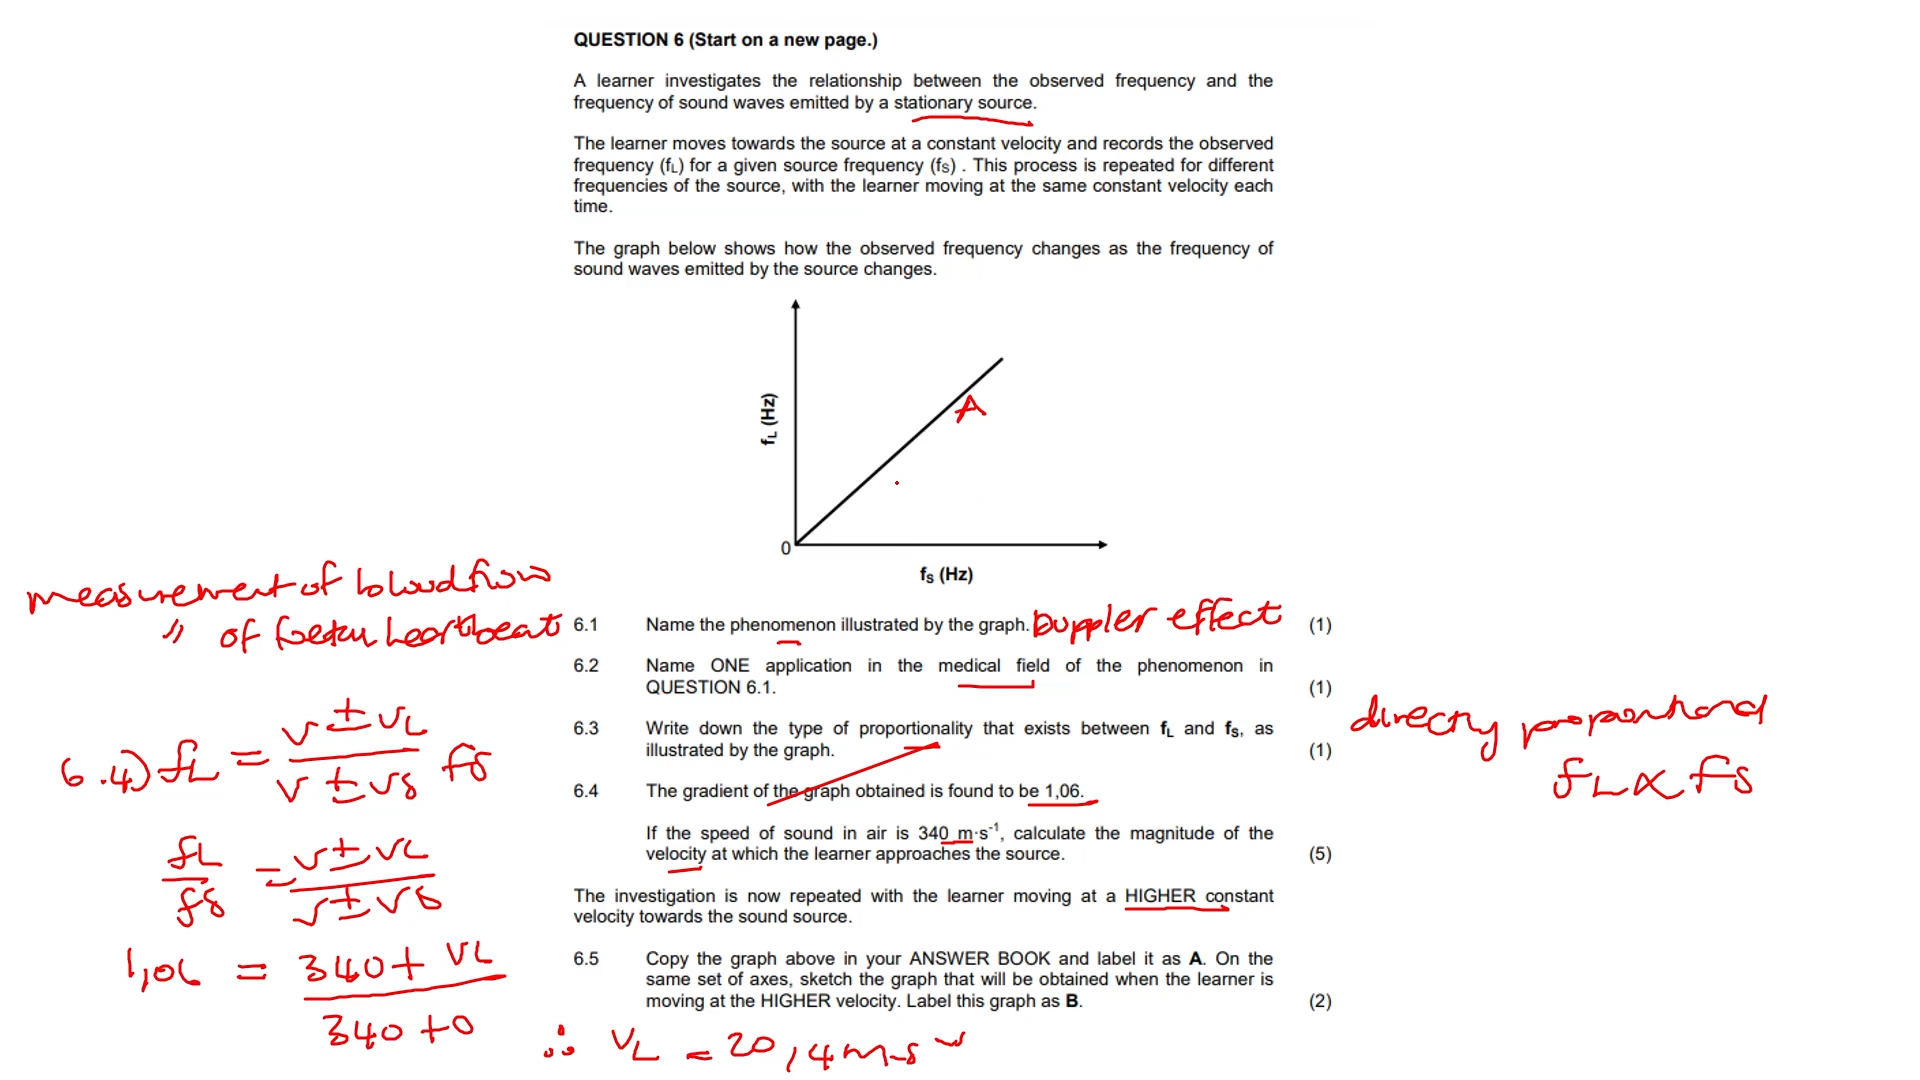 QUESTION 6 (Start on a new page.)
A learner investigates the relationship between the observed frequency and the
frequency of sound waves emitted by a stationary source.
The learner moves towards the source at a constant velocity and records the observed
frequency (fL) for a given source frequency (fS) . This process is repeated for different
frequencies of the source, with the learner moving at the same constant velocity each
time.
The graph below shows how the observed frequency changes as the frequency of
sound waves emitted by the source changes.
fL (Hz)
A
0
fs (Hz)
measurement of bloodflow
" of foetal heartbeat
6.1 Name the phenomenon illustrated by the graph. Duppler effect (1)
6.2 Name ONE application in the medical field of the phenomenon in
QUESTION 6.1. (1)
6.3 Write down the type of proportionality that exists between fL and fs, as
illustrated by the graph. (1)
directly proportional
fL ∝ fs
6.4 The gradient of the graph obtained is found to be 1,06.
If the speed of sound in air is 340 m·s⁻¹, calculate the magnitude of the
velocity at which the learner approaches the source. (5)
6.4) fL = v ± vL / v ± vs fs
fL / fs = v ± vL / v ± vs
1,06 = 340 + vL / 340 + 0
∴ vL = 20,4 m·s
The investigation is now repeated with the learner moving at a HIGHER constant
velocity towards the sound source.
6.5 Copy the graph above in your ANSWER BOOK and label it as A. On the
same set of axes, sketch the graph that will be obtained when the learner is
moving at the HIGHER velocity. Label this graph as B. (2)